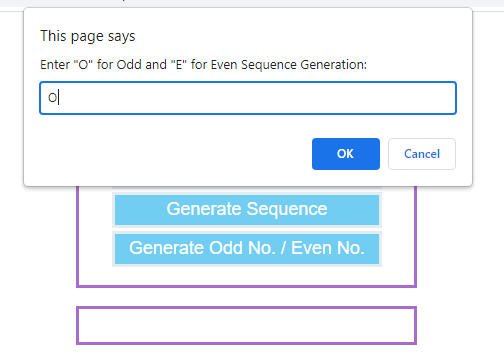 This page says
Enter "O" for Odd and "E" for Even Sequence Generation:
O
OK
Cancel
Generate Sequence
Generate Odd No. / Even No.